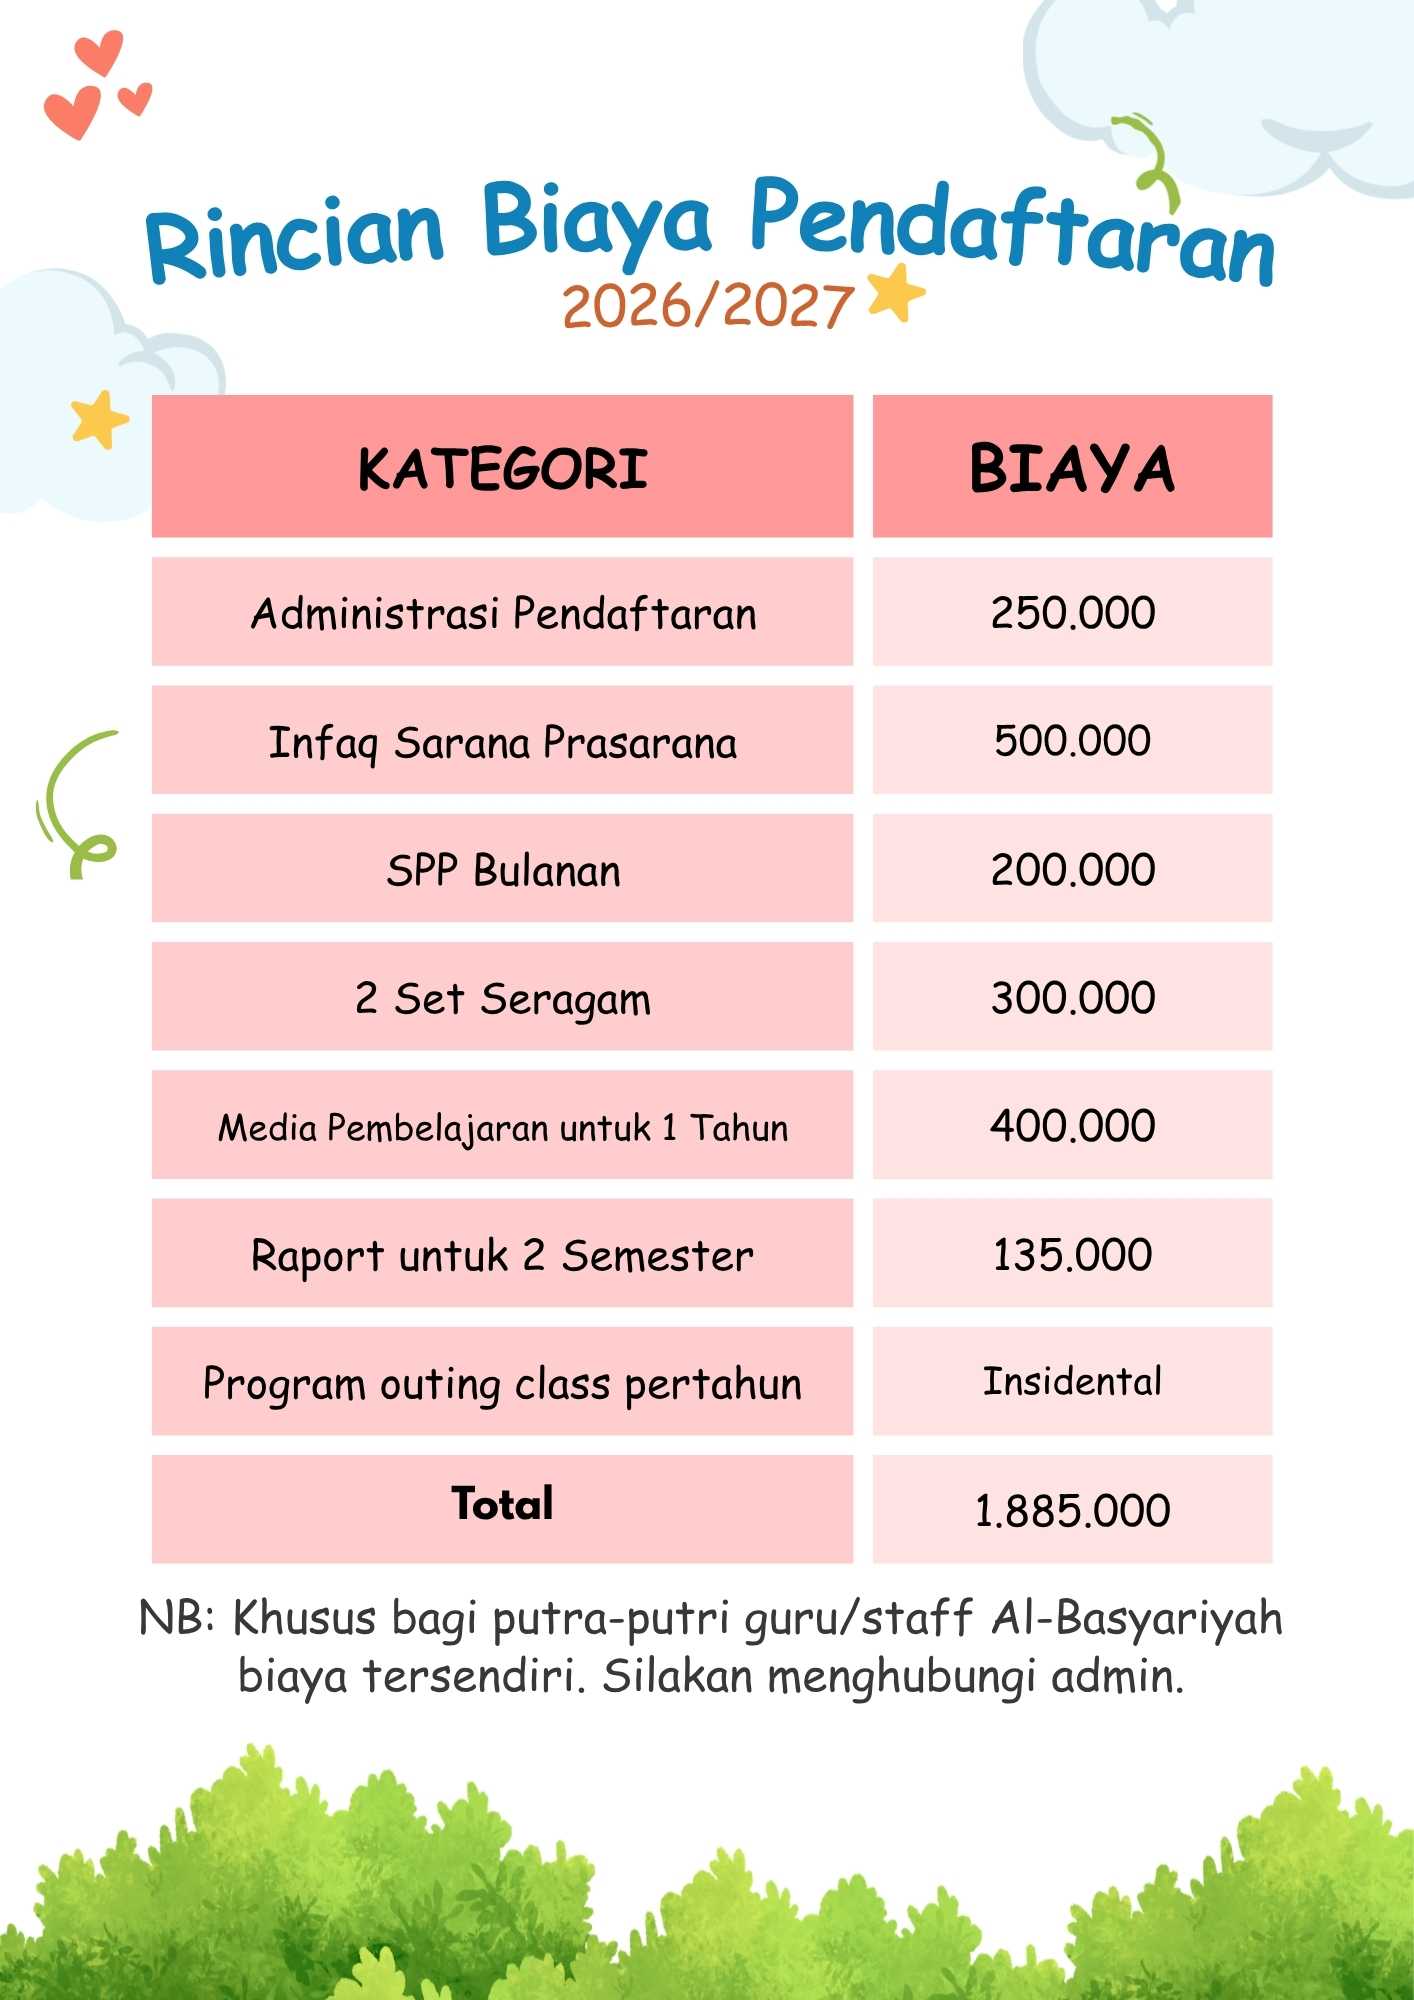 Rincian Biaya Pendaftaran
2026/2027
KATEGORI BIAYA
Administrasi Pendaftaran 250.000
Infaq Sarana Prasarana 500.000
SPP Bulanan 200.000
2 Set Seragam 300.000
Media Pembelajaran untuk 1 Tahun 400.000
Raport untuk 2 Semester 135.000
Program outing class pertahun Insidental
Total 1.885.000
NB: Khusus bagi putra-putri guru/staff Al-Basyariyah
biaya tersendiri. Silakan menghubungi admin.